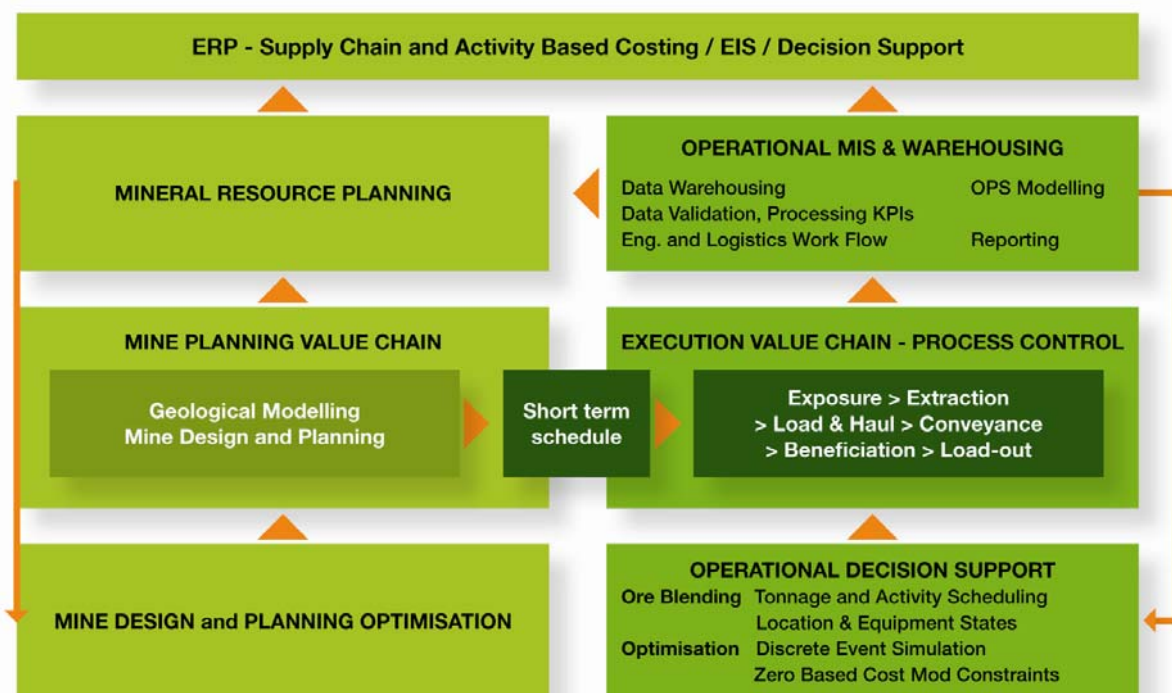 ERP - Supply Chain and Activity Based Costing / EIS / Decision Support
MINERAL RESOURCE PLANNING
OPERATIONAL MIS & WAREHOUSING
Data Warehousing OPS Modelling
Data Validation, Processing KPIs
Eng. and Logistics Work Flow Reporting
MINE PLANNING VALUE CHAIN
Geological Modelling
Mine Design and Planning
Short term
schedule
EXECUTION VALUE CHAIN - PROCESS CONTROL
Exposure > Extraction
> Load & Haul > Conveyance
> Beneficiation > Load-out
MINE DESIGN and PLANNING OPTIMISATION
OPERATIONAL DECISION SUPPORT
Ore Blending Tonnage and Activity Scheduling
Location & Equipment States
Optimisation Discrete Event Simulation
Zero Based Cost Mod Constraints